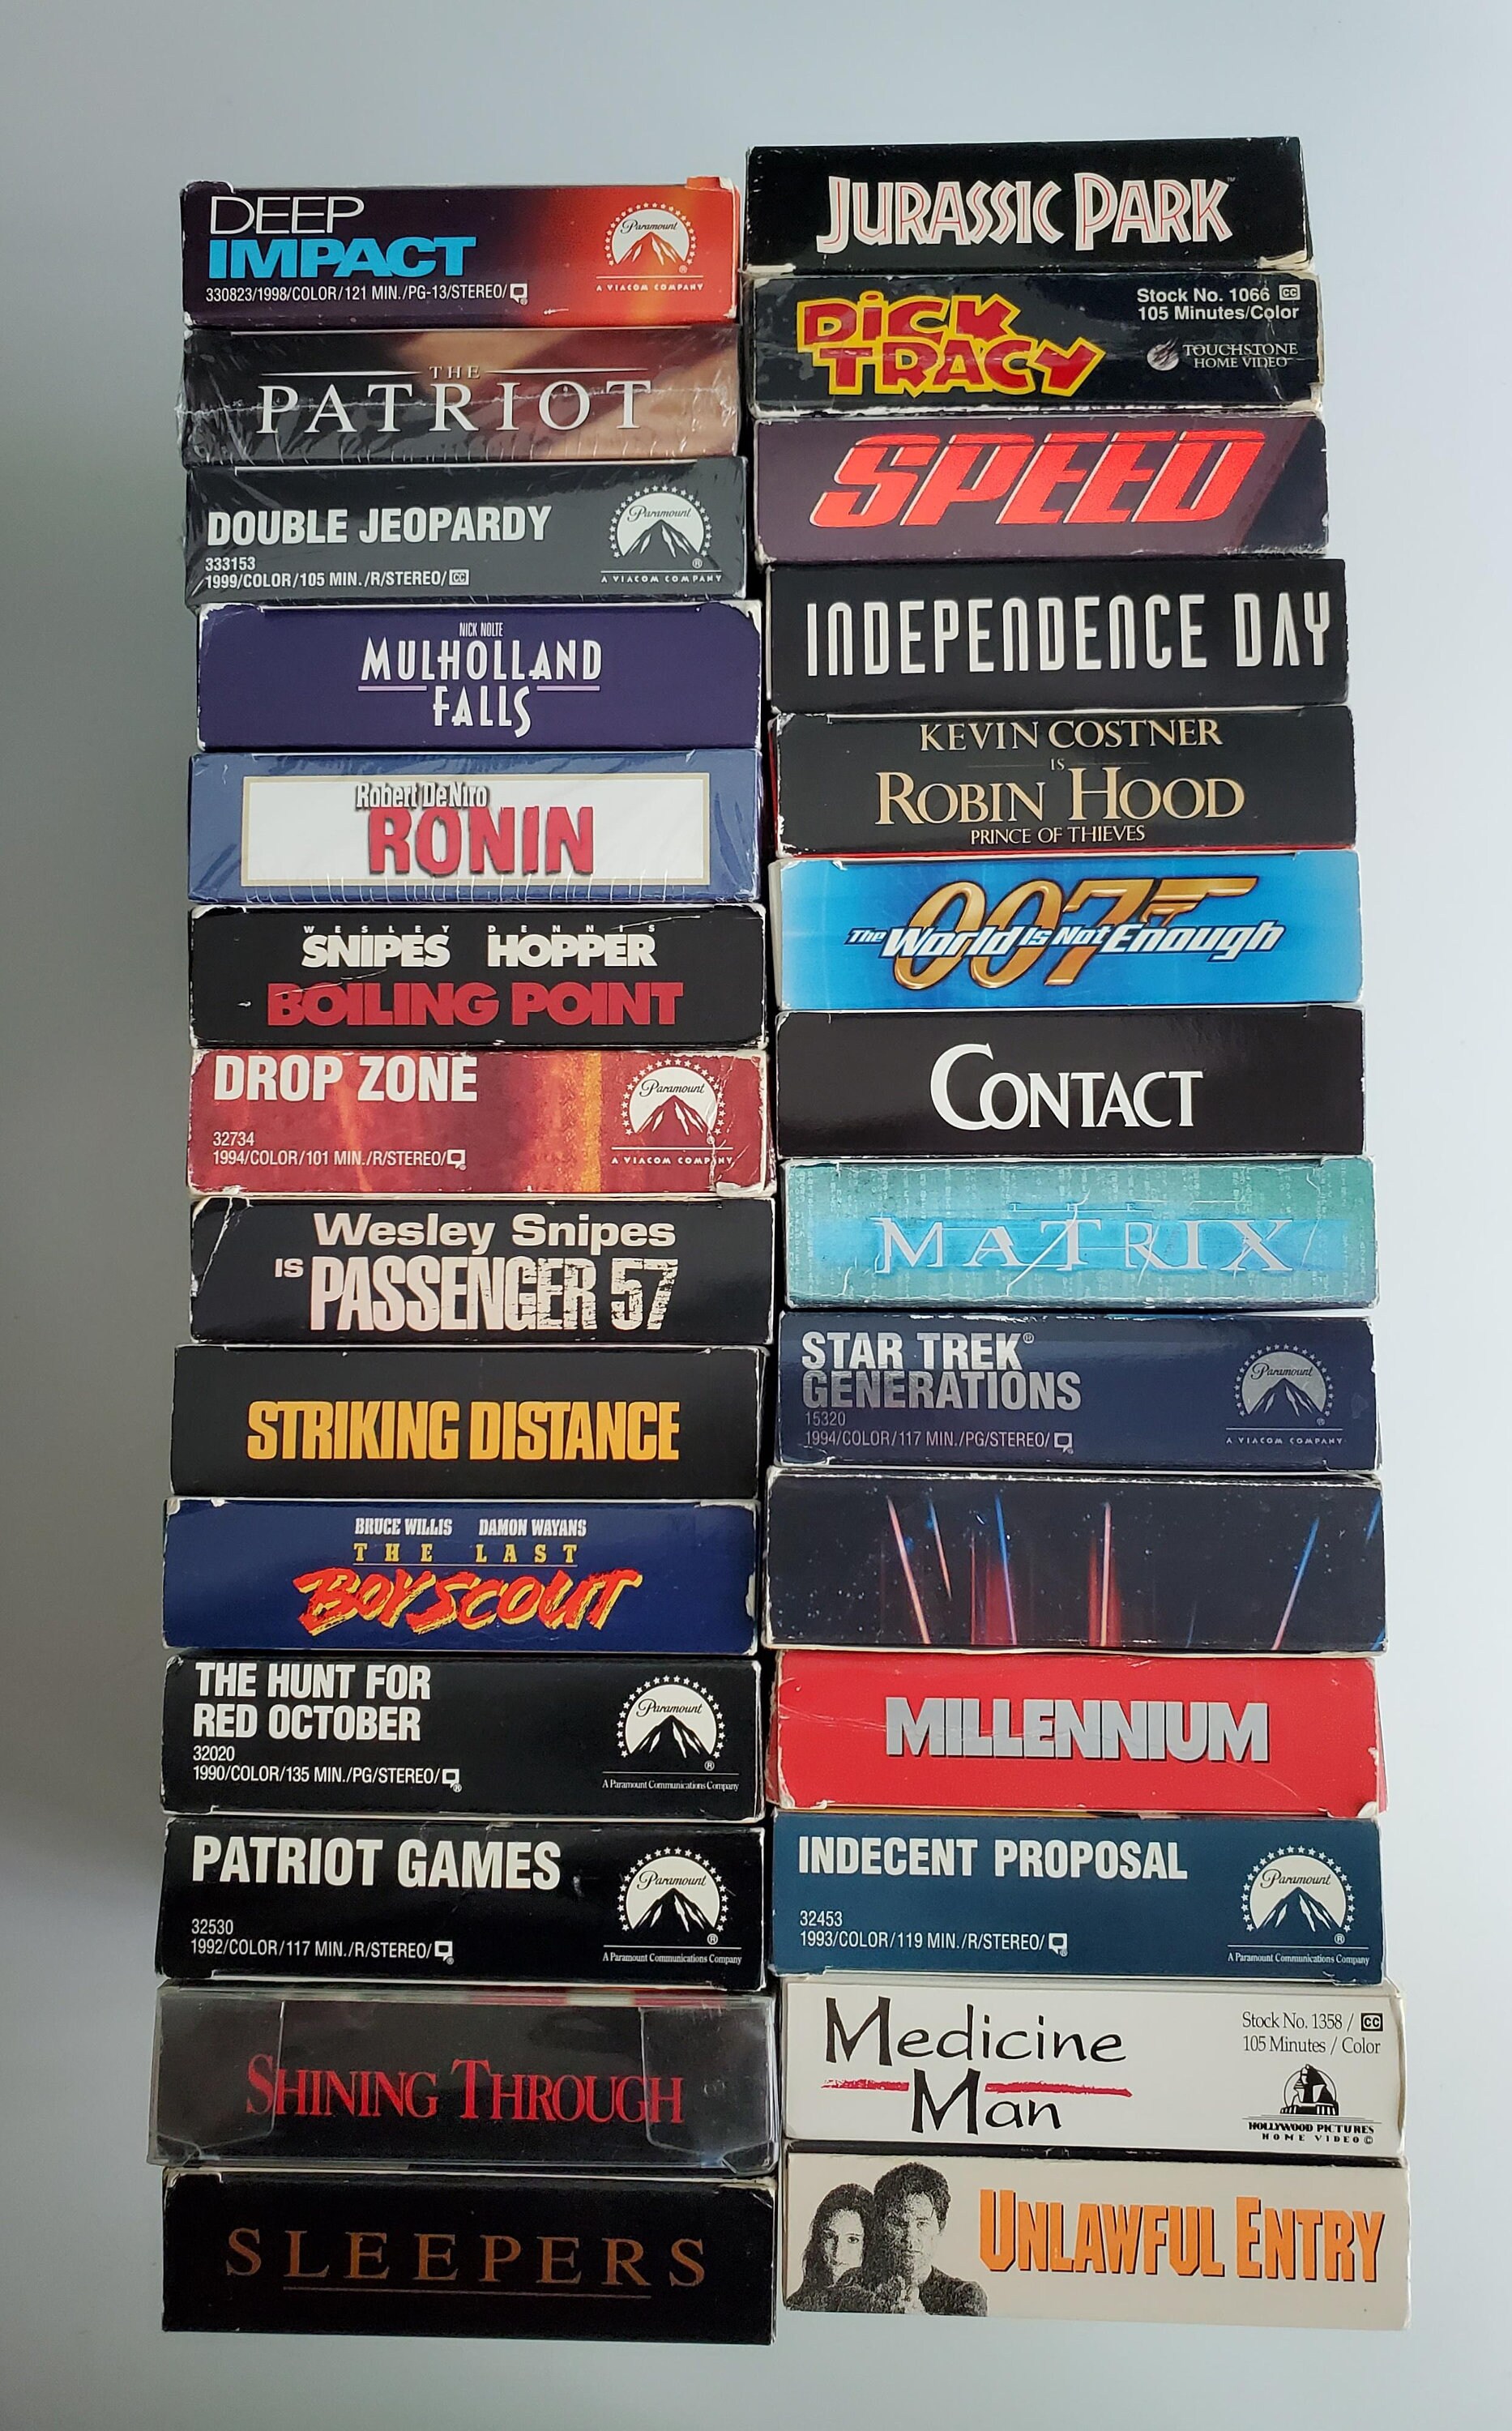 DEEP
IMPACT
330823/1998/COLOR/121 MIN./PG-13/STEREO/
Paramount
®
A VIACOM COMPANY
THE
PATRIOT
DOUBLE JEOPARDY
333153
1999/COLOR/105 MIN./R/STEREO/CC
Paramount
®
A VIACOM COMPANY
NICK NOLTE
MULHOLLAND
FALLS
Robert De Niro
RONIN
WESLEY DENNIS
SNIPES HOPPER
BOILING POINT
DROP ZONE
32734
1994/COLOR/101 MIN./R/STEREO/
Paramount
A VIACOM COMPANY
Wesley Snipes
IS PASSENGER 57
STRIKING DISTANCE
BRUCE WILLIS DAMON WAYANS
THE LAST
BOY SCOUT
THE HUNT FOR
RED OCTOBER
32020
1990/COLOR/135 MIN./PG/STEREO/
Paramount
®
A Paramount Communications Company
PATRIOT GAMES
32530
1992/COLOR/117 MIN./R/STEREO/
Paramount
®
A Paramount Communications Company
SHINING THROUGH
SLEEPERS
JURASSIC PARK™
DICK
TRACY
Stock No. 1066 CC
105 Minutes/Color
TOUCHSTONE
HOME VIDEO
SPEED
INDEPENDENCE DAY
KEVIN COSTNER
IS
ROBIN HOOD
PRINCE OF THIEVES
007
The World Is Not Enough
CONTACT
THE
MATRIX
STAR TREK®
GENERATIONS
15320
1994/COLOR/117 MIN./PG/STEREO/
Paramount
®
A VIACOM COMPANY
MILLENNIUM
INDECENT PROPOSAL
32453
1993/COLOR/119 MIN./R/STEREO/
Paramount
®
A Paramount Communications Company
Medicine
Man
Stock No. 1358 / CC
105 Minutes / Color
HOLLYWOOD PICTURES
HOME VIDEO©
UNLAWFUL ENTRY